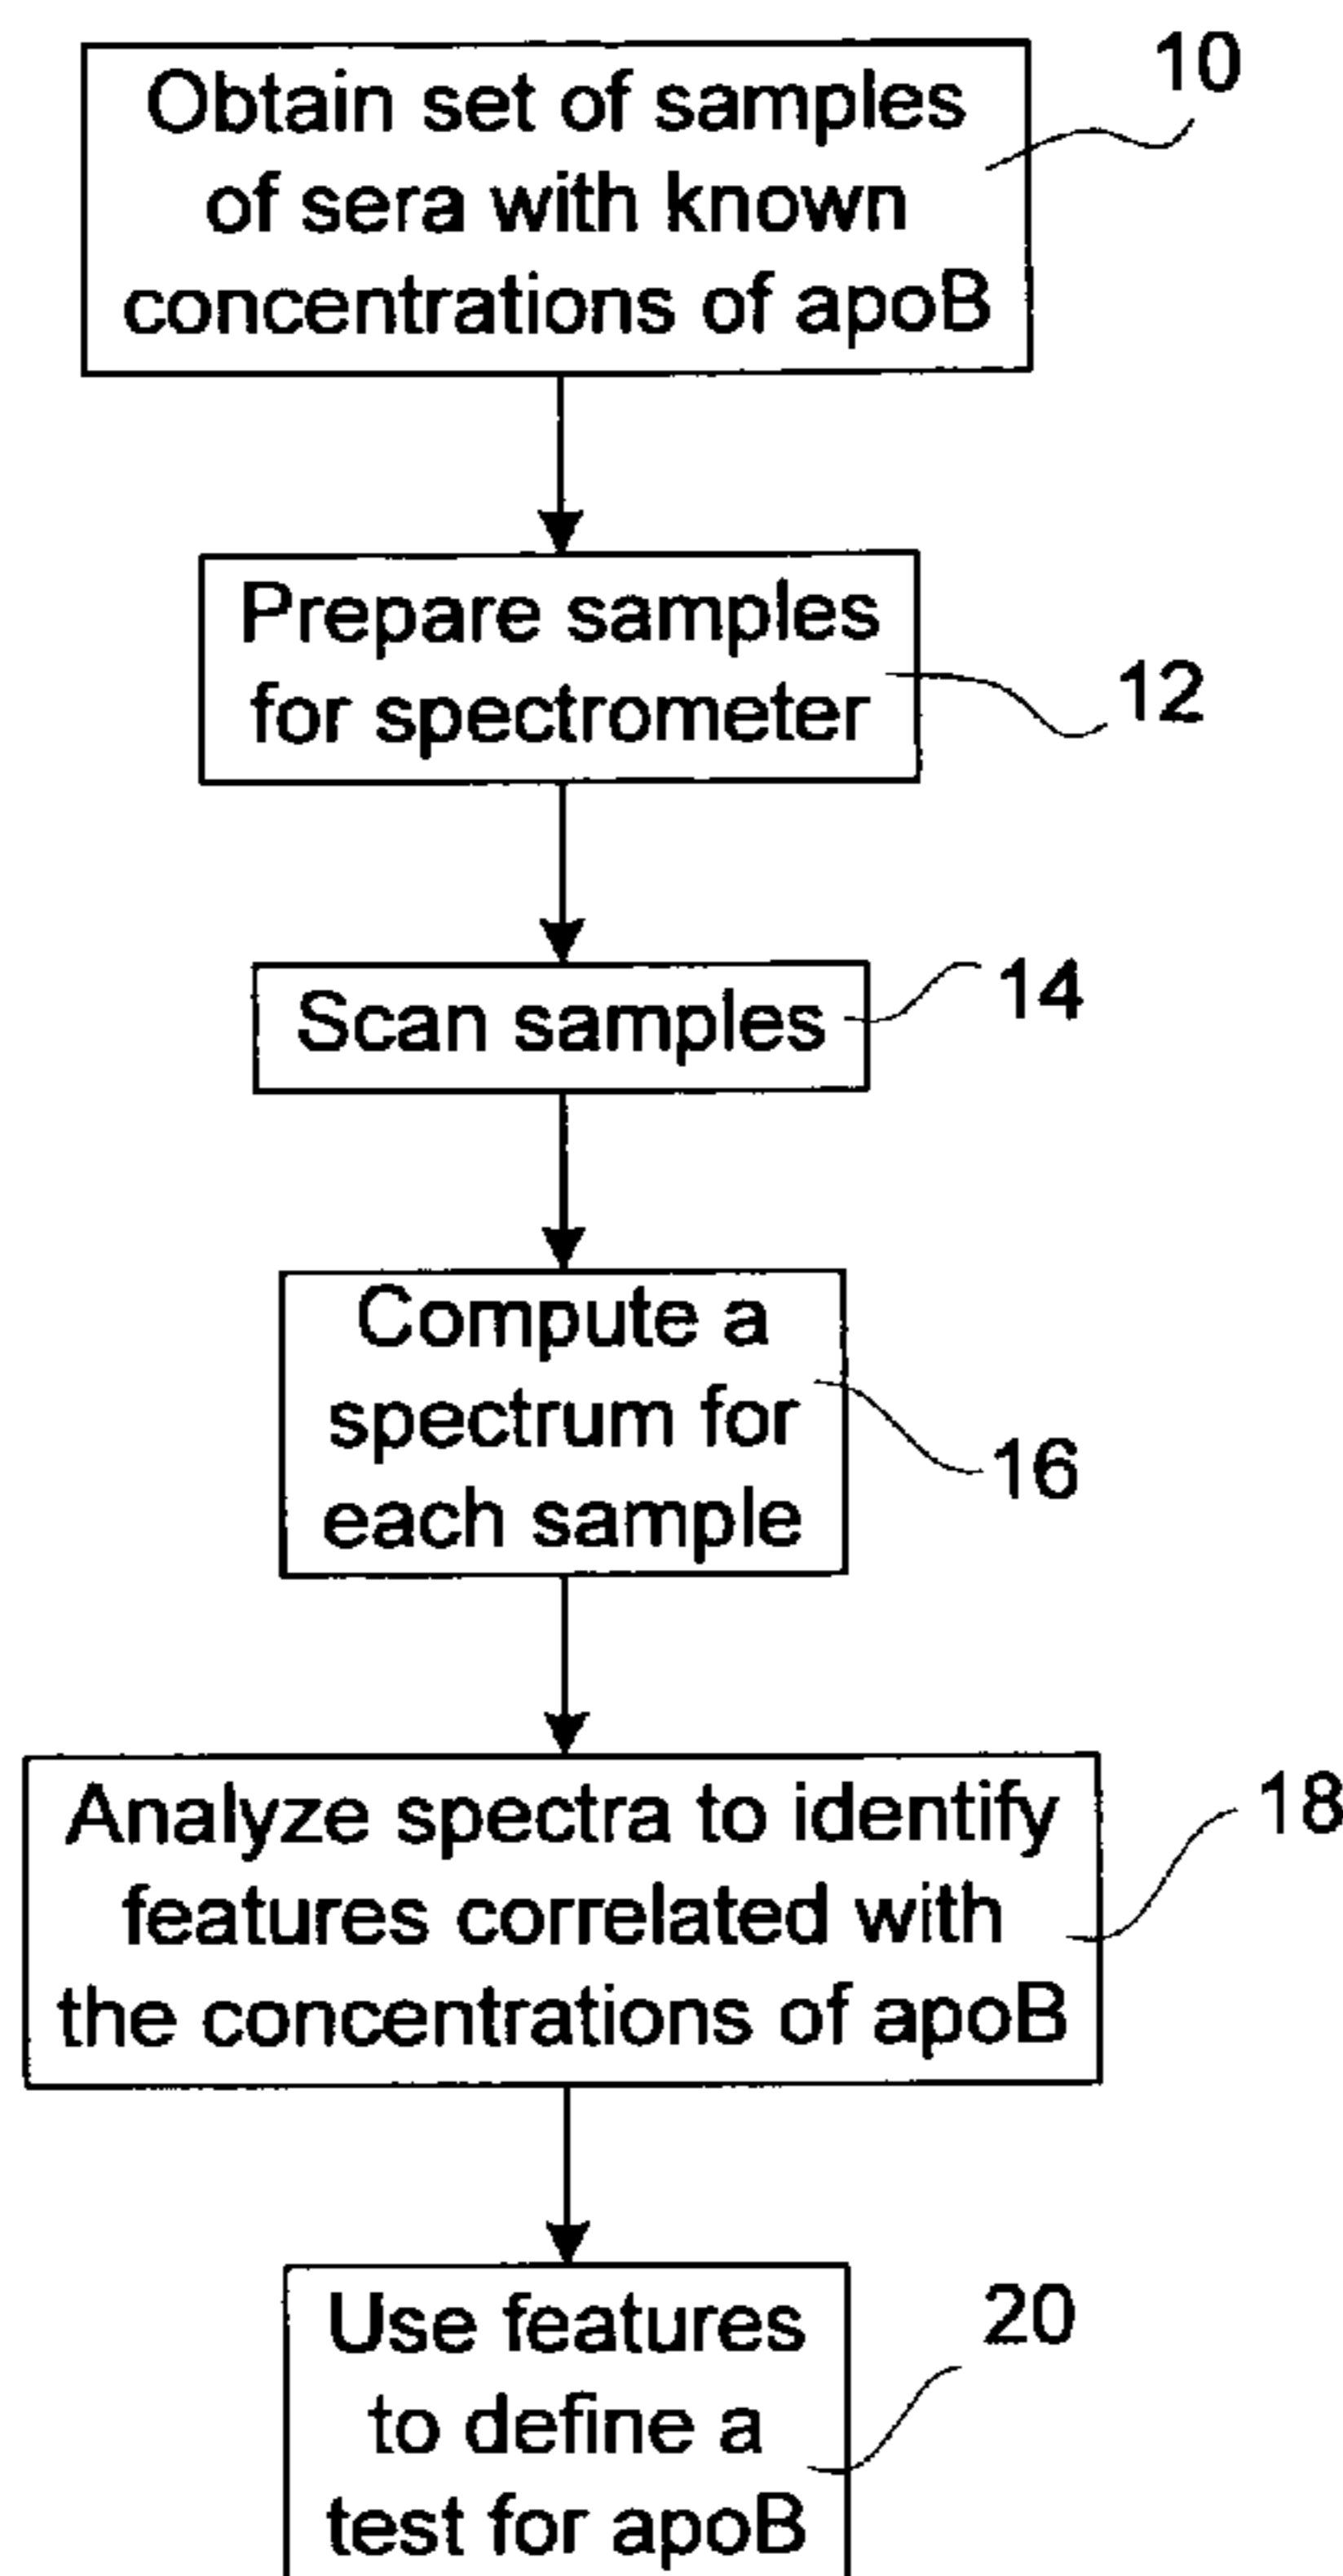 Obtain set of samples
of sera with known
concentrations of apoB
10
Prepare samples
for spectrometer
12
Scan samples
14
Compute a
spectrum for
each sample
16
Analyze spectra to identify
features correlated with
the concentrations of apoB
18
Use features
to define a
test for apoB
20